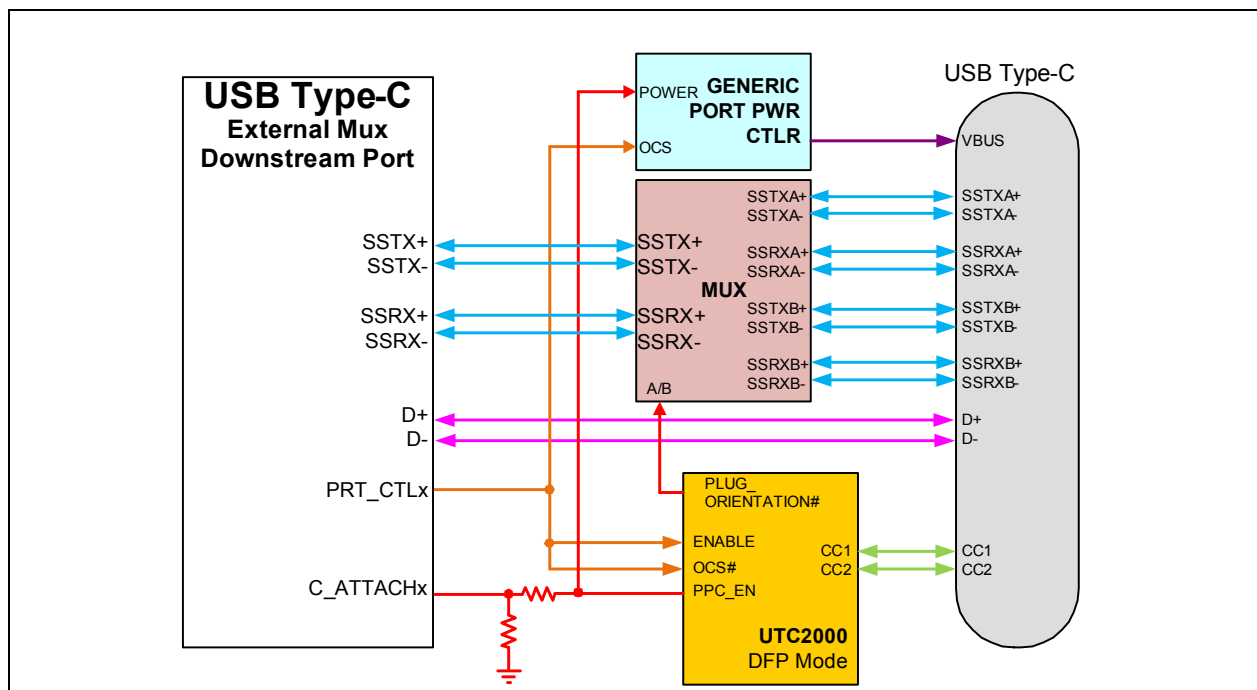 USB Type-C
External Mux
Downstream Port
SSTX+
SSTX-
SSRX+
SSRX-
D+
D-
PRT_CTLx
C_ATTACHx
GENERIC
PORT PWR
CTLR
POWER
OCS
SSTX+
SSTX-
SSRX+
SSRX-
MUX
A/B
SSTXA+
SSTXA-
SSRXA+
SSRXA-
SSTXB+
SSTXB-
SSRXB+
SSRXB-
PLUG_
ORIENTATION#
ENABLE
OCS#
PPC_EN
CC1
CC2
UTC2000
DFP Mode
USB Type-C
VBUS
SSTXA+
SSTXA-
SSRXA+
SSRXA-
SSTXB+
SSTXB-
SSRXB+
SSRXB-
D+
D-
CC1
CC2